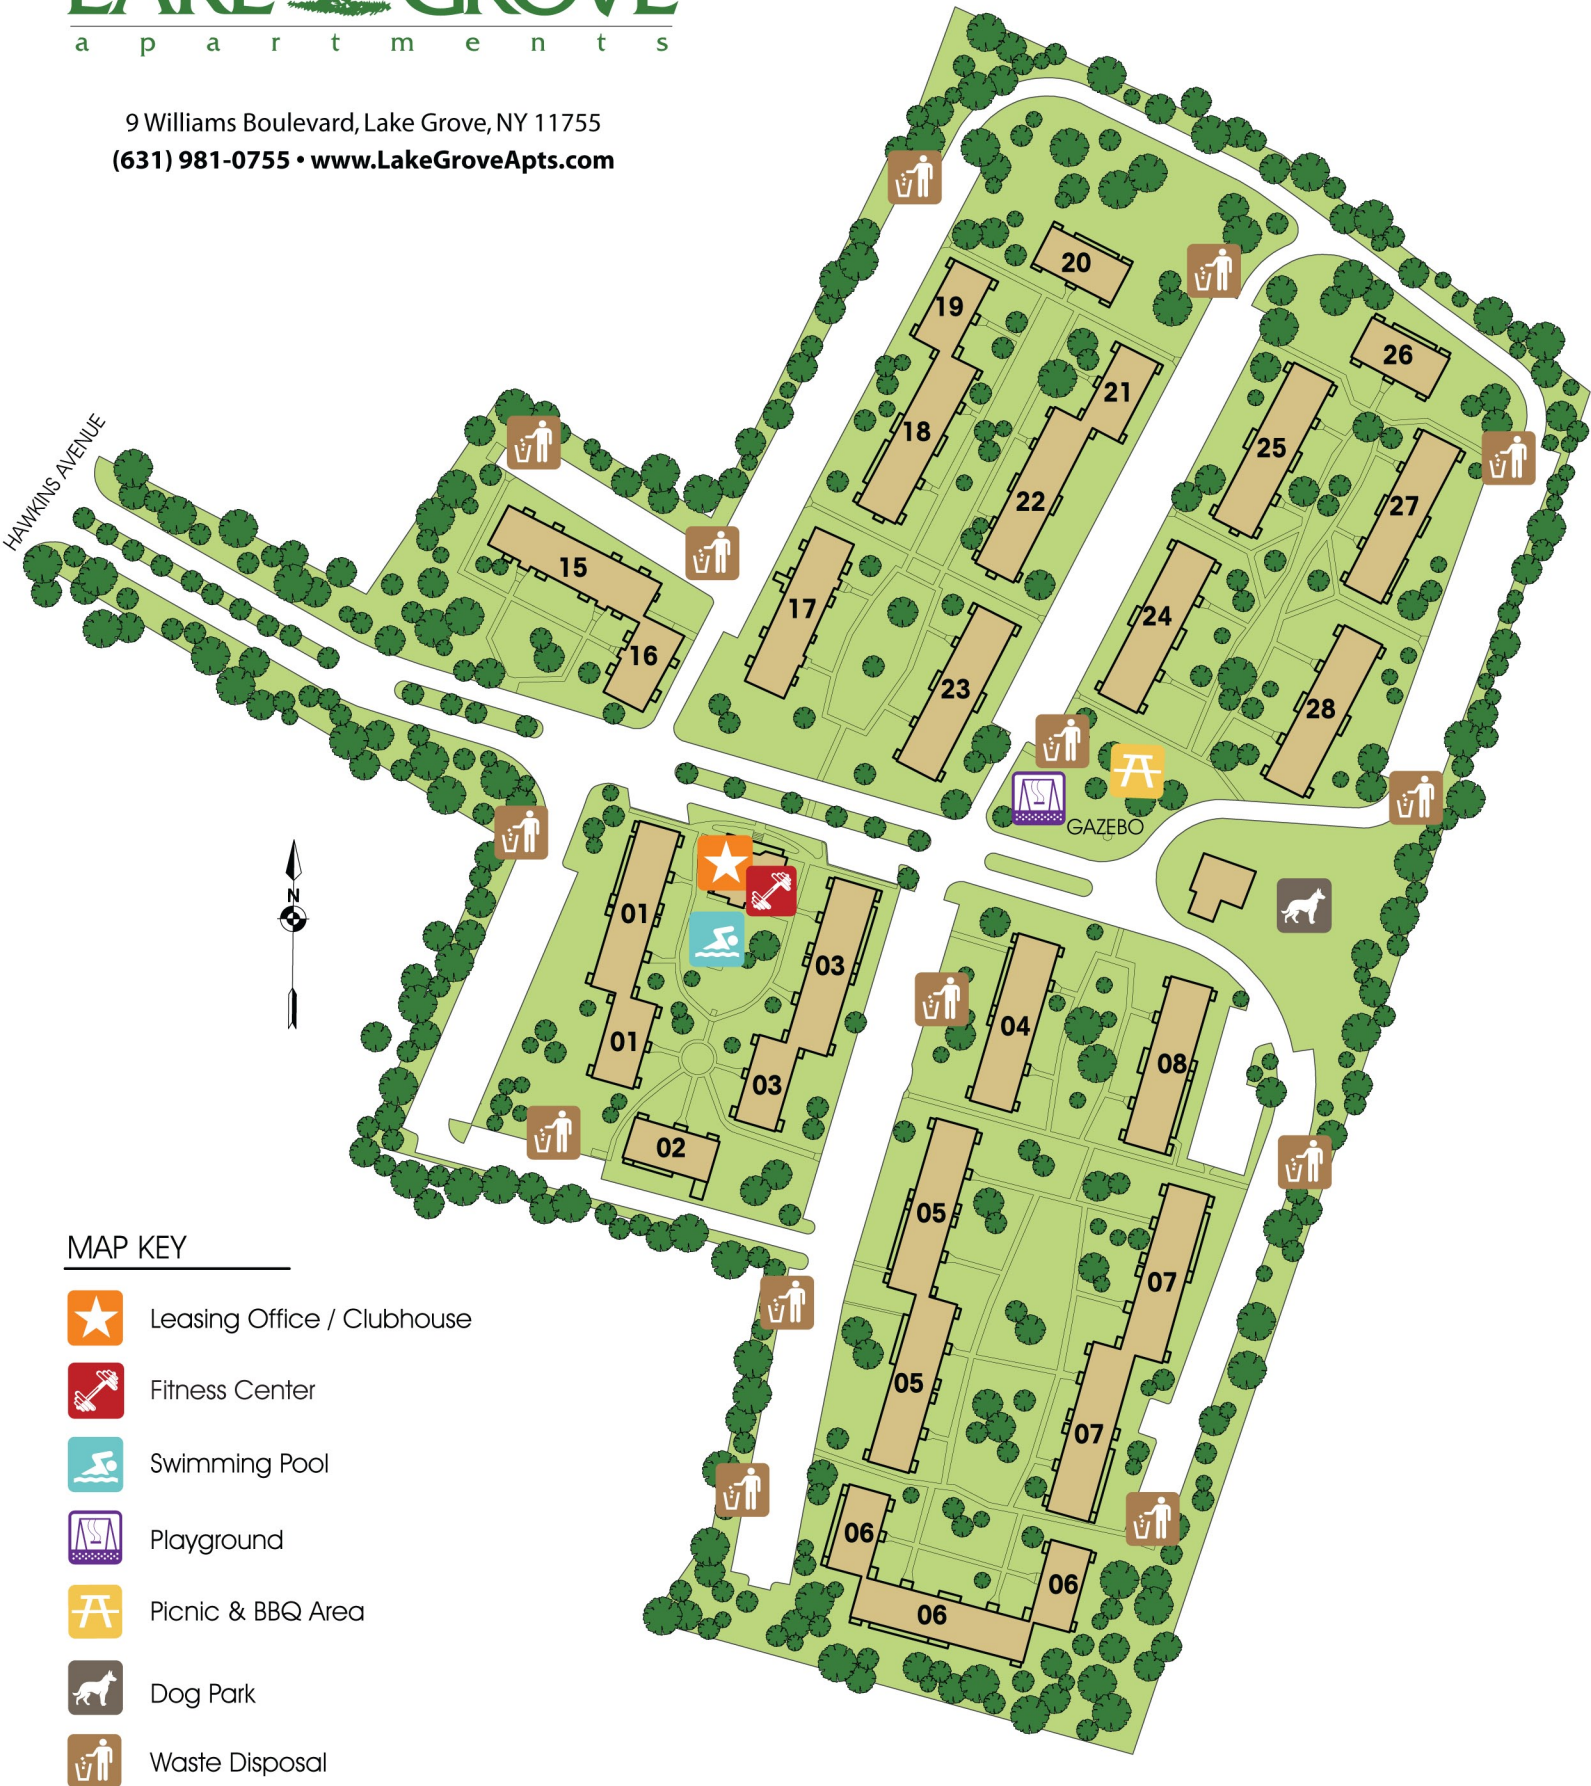 LAKE GROVE
apartments
9 Williams Boulevard, Lake Grove, NY 11755
(631) 981-0755 • www.LakeGroveApts.com
HAWKINS AVENUE
20
19
26
21
18
25
22
27
15
17
24
16
23
28
GAZEBO
N
01
03
04
08
01
03
02
05
07
05
07
06
06
06
MAP KEY
Leasing Office / Clubhouse
Fitness Center
Swimming Pool
Playground
Picnic & BBQ Area
Dog Park
Waste Disposal